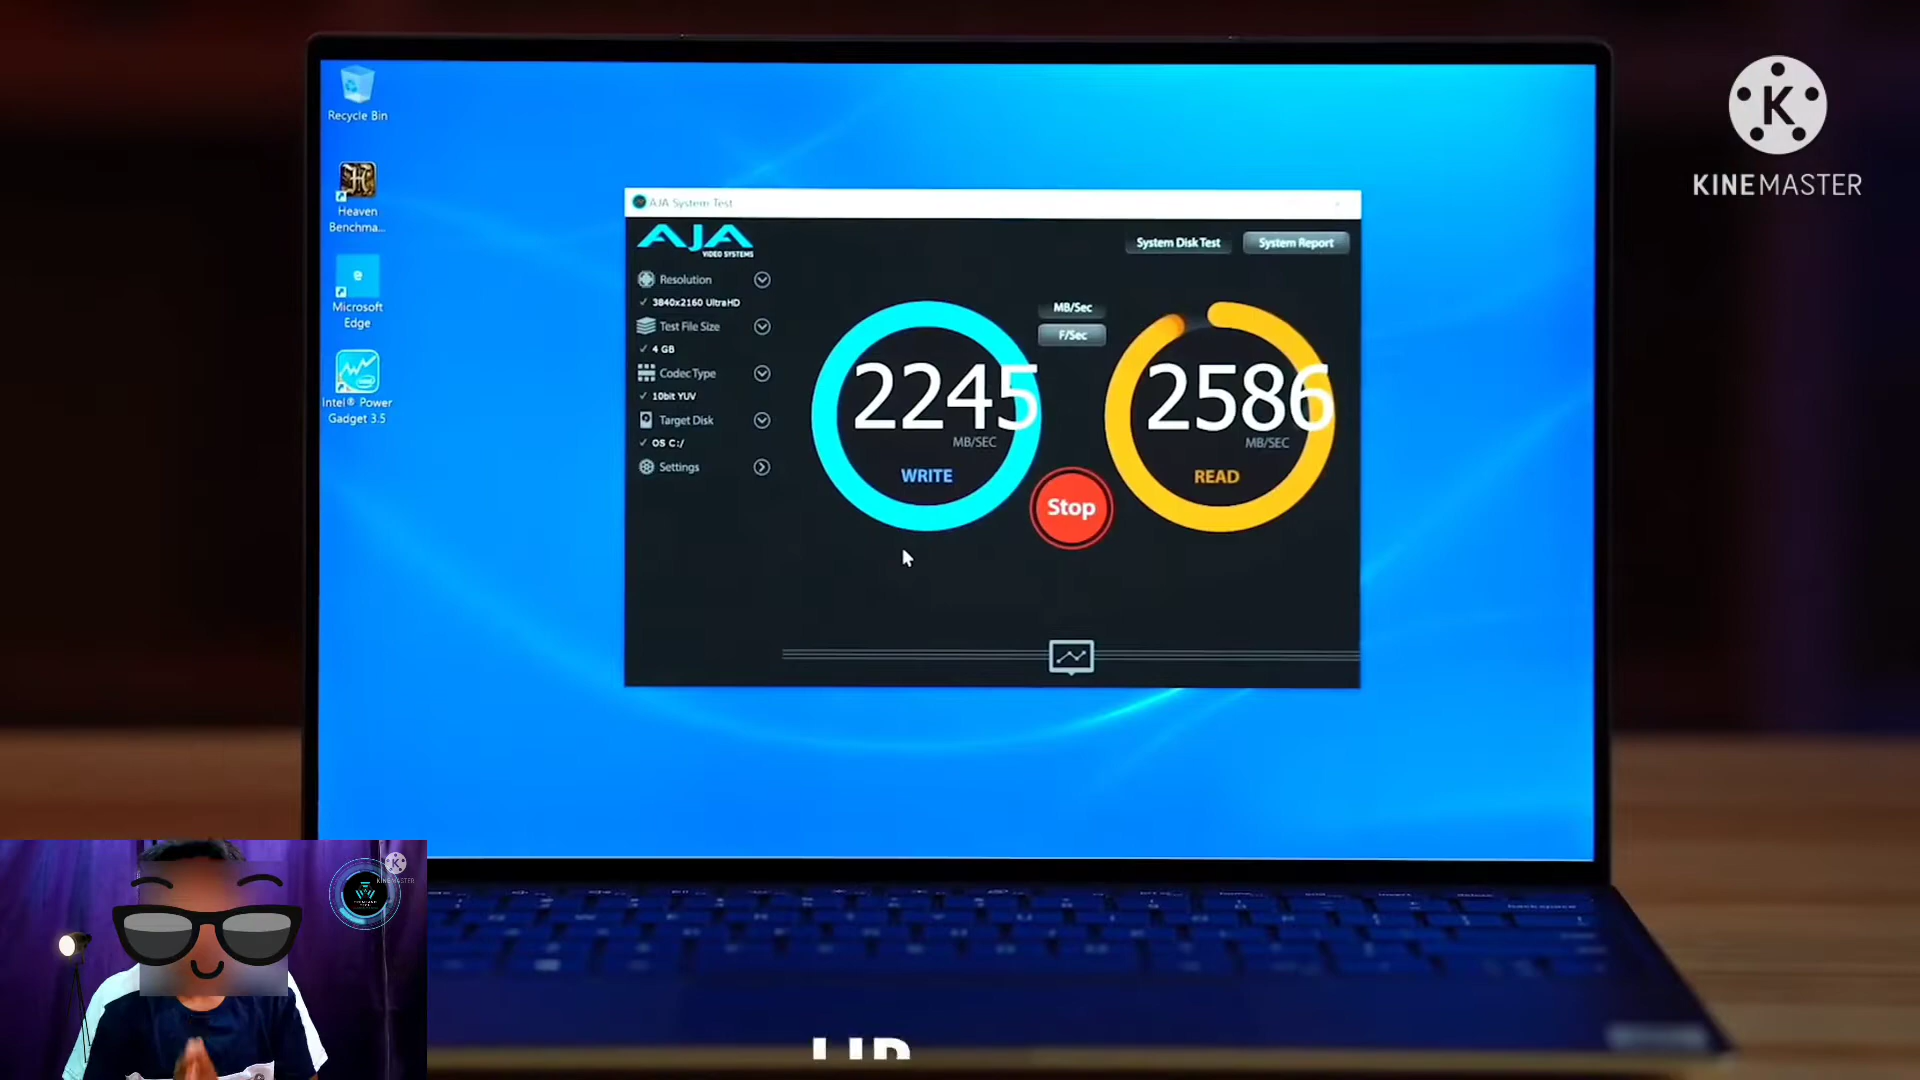 Recycle Bin
Heaven
Benchma...
Microsoft
Edge
Intel® Power
Gadget 3.5
AJA System Test
AJA
VIDEO SYSTEMS
System Disk Test
System Report
Resolution
3840x2160 UltraHD
Test File Size
4 GB
Codec Type
10bit YUV
Target Disk
OS C:/
Settings
MB/Sec
F/Sec
2245
MB/SEC
WRITE
2586
MB/SEC
READ
Stop
K
KINEMASTER
K
KINEMASTER
backspace